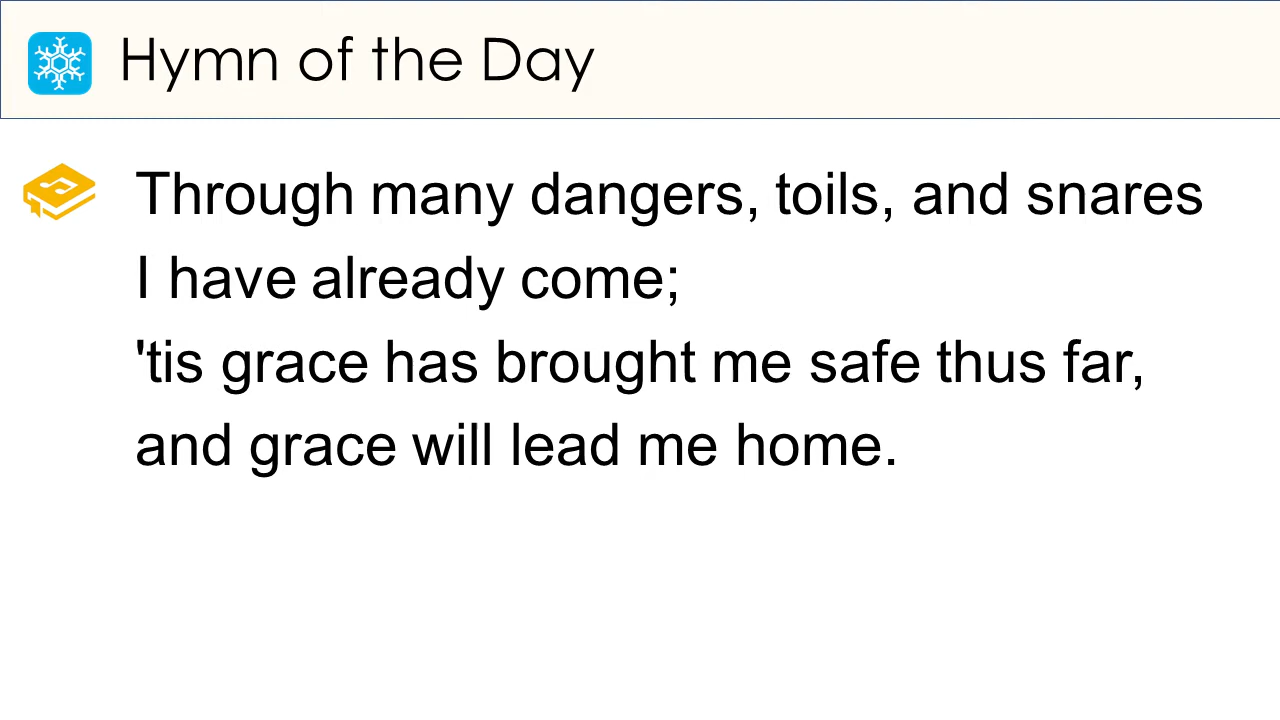 Hymn of the Day
Through many dangers, toils, and snares
I have already come;
'tis grace has brought me safe thus far,
and grace will lead me home.